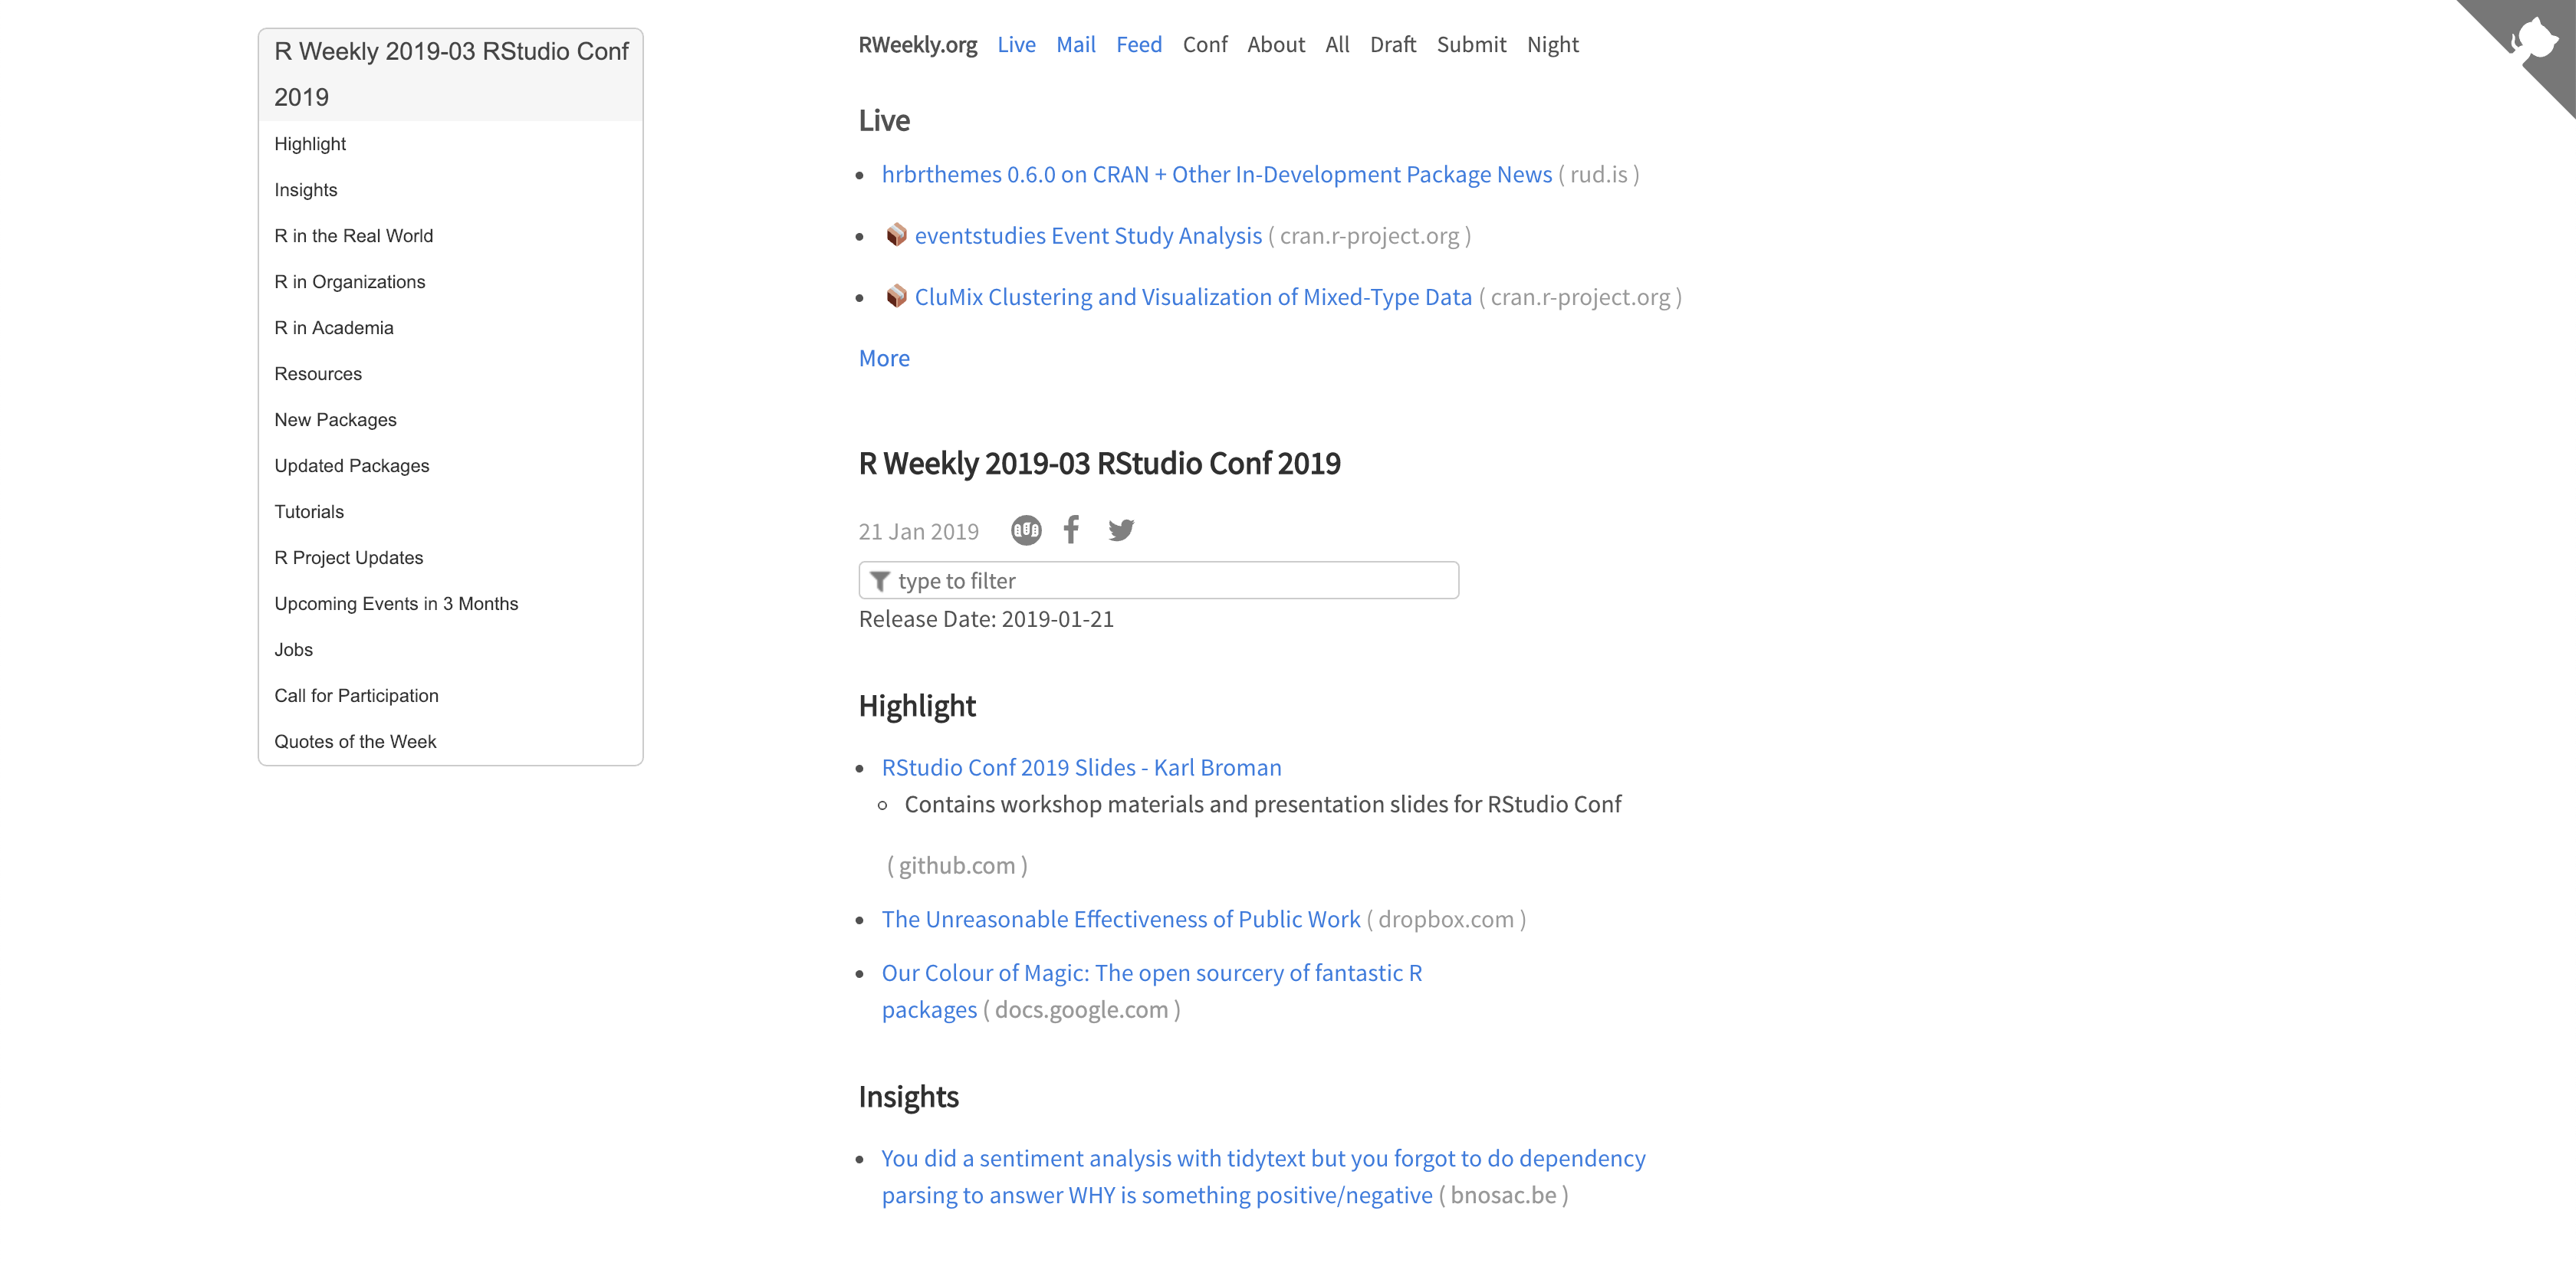 R Weekly 2019-03 RStudio Conf
2019
Highlight
Insights
R in the Real World
R in Organizations
R in Academia
Resources
New Packages
Updated Packages
Tutorials
R Project Updates
Upcoming Events in 3 Months
Jobs
Call for Participation
Quotes of the Week
RWeekly.org Live Mail Feed Conf About All Draft Submit Night
Live
hrbrthemes 0.6.0 on CRAN + Other In-Development Package News ( rud.is )
eventstudies Event Study Analysis ( cran.r-project.org )
CluMix Clustering and Visualization of Mixed-Type Data ( cran.r-project.org )
More
R Weekly 2019-03 RStudio Conf 2019
21 Jan 2019
type to filter
Release Date: 2019-01-21
Highlight
RStudio Conf 2019 Slides - Karl Broman
Contains workshop materials and presentation slides for RStudio Conf
( github.com )
The Unreasonable Effectiveness of Public Work ( dropbox.com )
Our Colour of Magic: The open sourcery of fantastic R
packages ( docs.google.com )
Insights
You did a sentiment analysis with tidytext but you forgot to do dependency
parsing to answer WHY is something positive/negative ( bnosac.be )